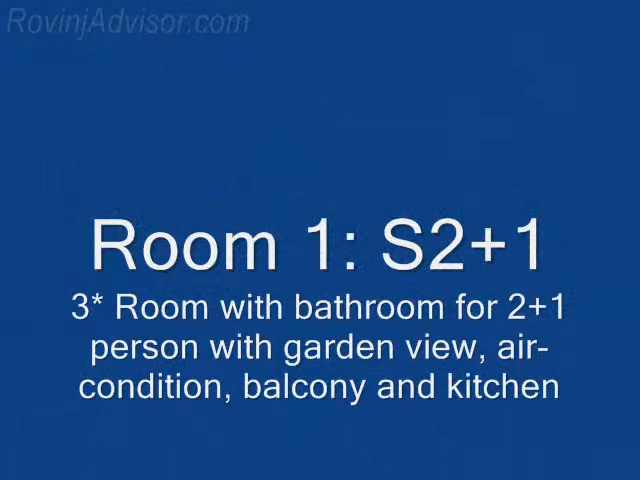 RovinjAdvisor.com
Room 1: S2+1
3* Room with bathroom for 2+1
person with garden view, air-
condition, balcony and kitchen